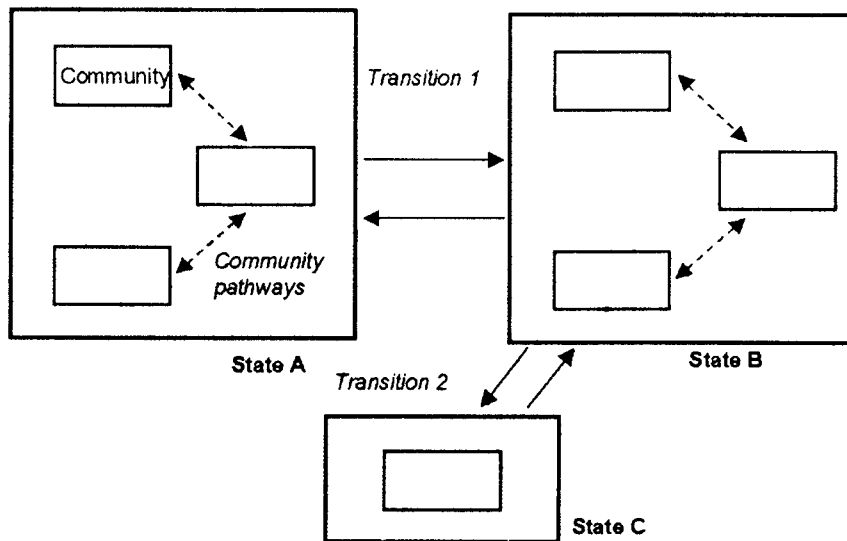 Community
Transition 1
Community
pathways
State A
State B
Transition 2
State C